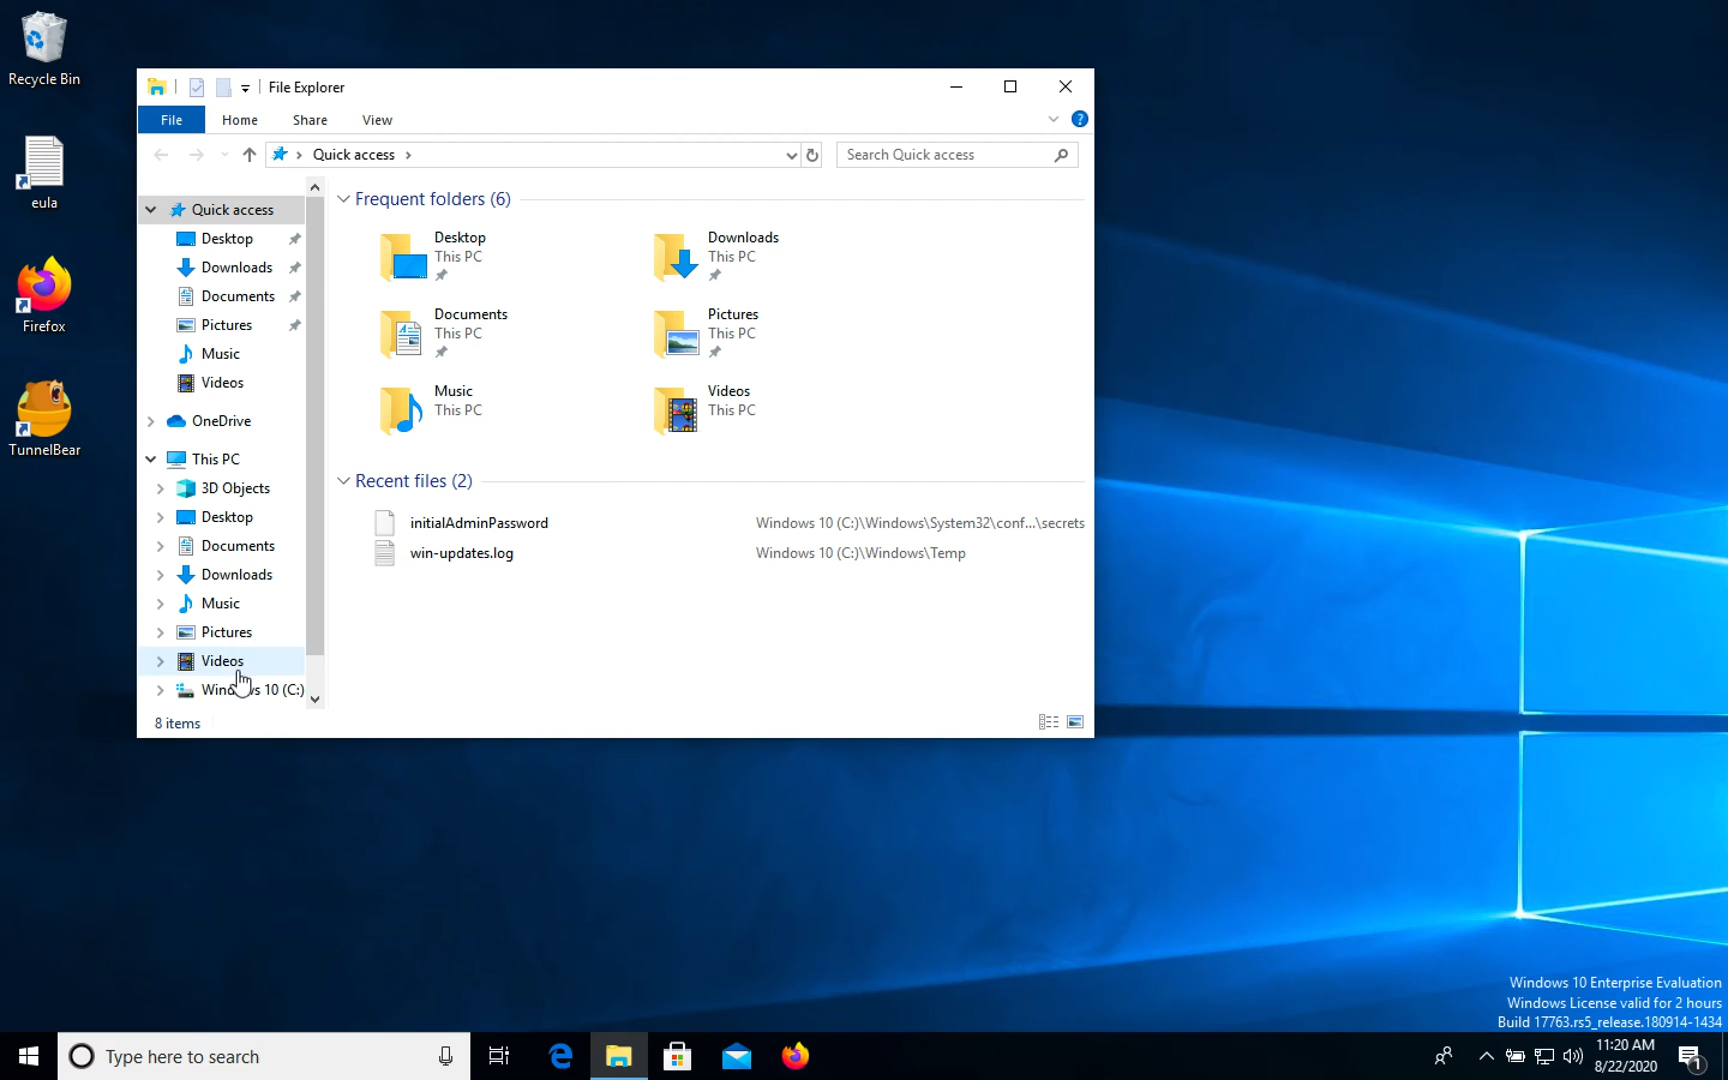 Recycle Bin
eula
Firefox
TunnelBear
File Explorer
File
Home
Share
View
?
Quick access
Search Quick access
Quick access
Desktop
Downloads
Documents
Pictures
Music
Videos
OneDrive
This PC
3D Objects
Desktop
Documents
Downloads
Music
Pictures
Videos
Windows 10 (C:)
Frequent folders (6)
Desktop
This PC
Downloads
This PC
Documents
This PC
Pictures
This PC
Music
This PC
Videos
This PC
Recent files (2)
initialAdminPassword
Windows 10 (C:)\Windows\System32\conf...\secrets
win-updates.log
Windows 10 (C:)\Windows\Temp
8 items
Windows 10 Enterprise Evaluation
Windows License valid for 2 hours
Build 17763.rs5_release.180914-1434
Type here to search
11:20 AM
8/22/2020
1